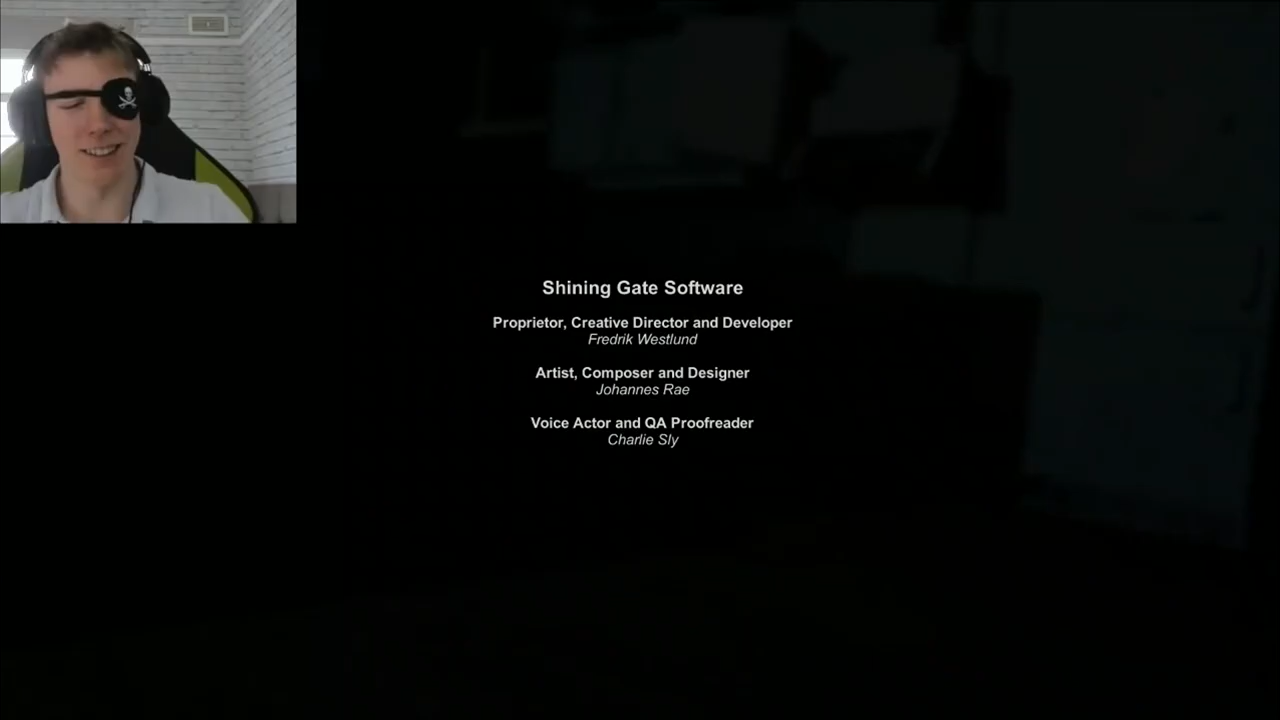 Shining Gate Software
Proprietor, Creative Director and Developer
Fredrik Westlund
Artist, Composer and Designer
Johannes Rae
Voice Actor and QA Proofreader
Charlie Sly